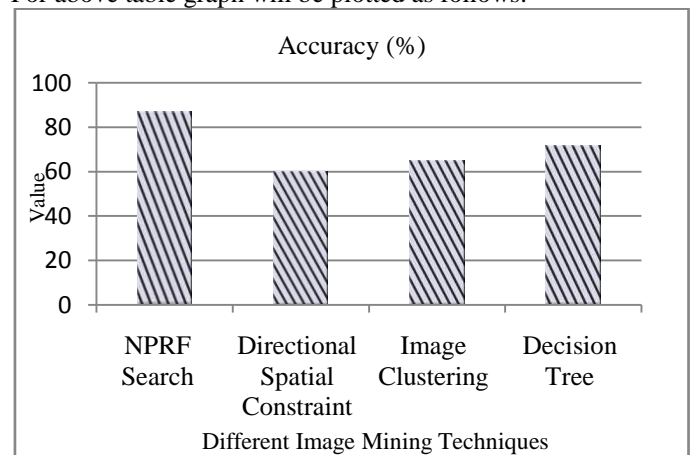 For above table graph will be plotted as follows:
Accuracy (%)
100
80
60
40
20
0
Value
NPRF Search
Directional Spatial Constraint
Image Clustering
Decision Tree
Different Image Mining Techniques